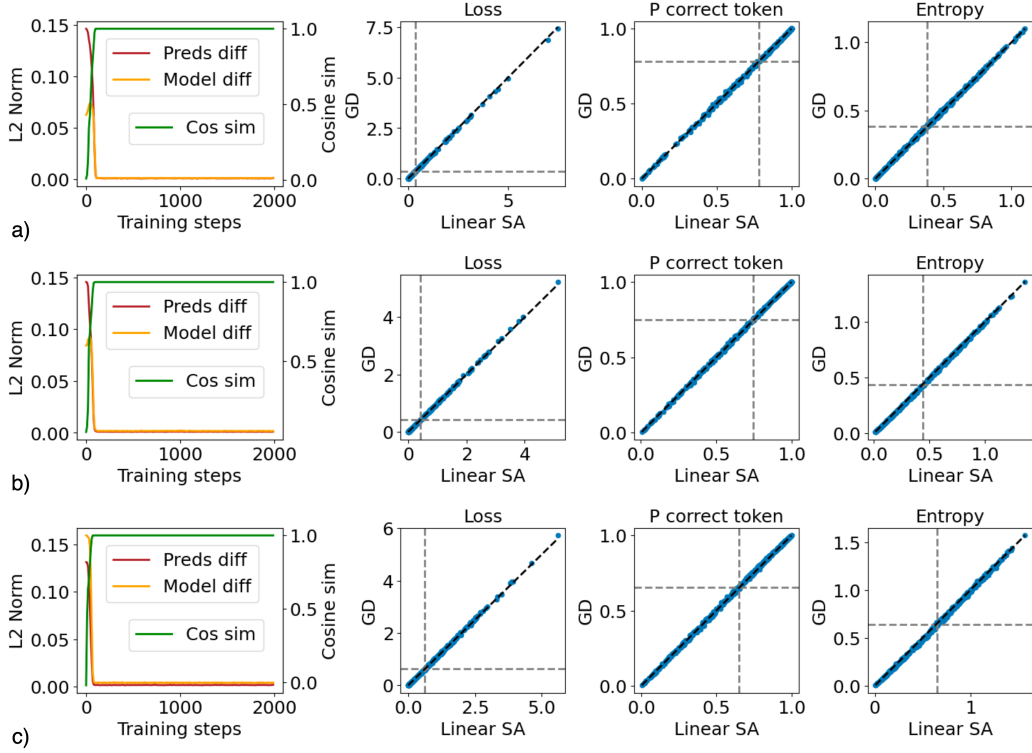 Loss P correct token Entropy
0.15 0.10 0.05 0.00
L2 Norm
Preds diff
Model diff
Cos sim
1.0 0.5 0.0
Cosine sim
0 1000 2000
Training steps
7.5 5.0 2.5 0.0
GD
0.0 2.5 5.0
Linear SA
1.0 0.5 0.0
GD
0.0 0.5 1.0
Linear SA
1.0 0.5 0.0
GD
0.0 0.5 1.0
Linear SA
a)
Loss P correct token Entropy
0.15 0.10 0.05 0.00
L2 Norm
Preds diff
Model diff
Cos sim
1.0 0.5
Cosine sim
0 1000 2000
Training steps
4 2 0
GD
0 2 4
Linear SA
1.0 0.5 0.0
GD
0.0 0.5 1.0
Linear SA
1.0 0.5 0.0
GD
0.0 0.5 1.0
Linear SA
b)
Loss P correct token Entropy
0.15 0.10 0.05 0.00
L2 Norm
Preds diff
Model diff
Cos sim
1.0 0.5 0.0
Cosine sim
0 1000 2000
Training steps
6 4 2 0
GD
0.0 2.5 5.0
Linear SA
1.0 0.5 0.0
GD
0.0 0.5 1.0
Linear SA
1.5 1.0 0.5 0.0
GD
0 1
Linear SA
c)